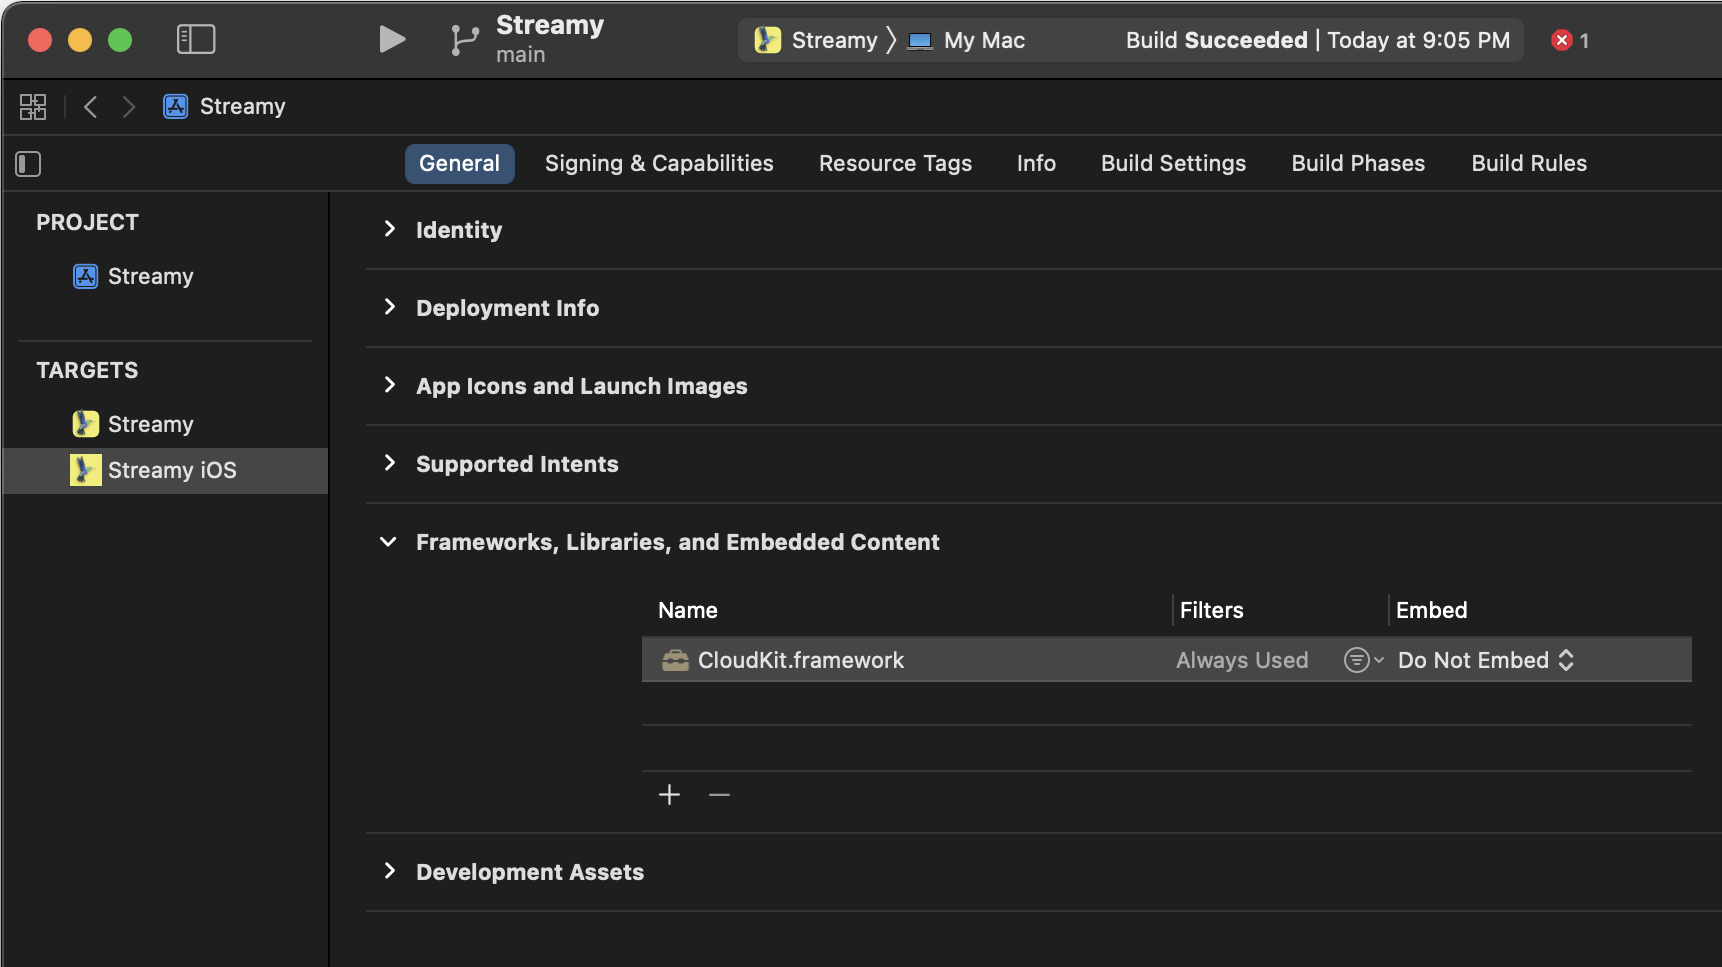 Streamy
main
Streamy 〉 My Mac
Build Succeeded | Today at 9:05 PM
1
Streamy
General
Signing & Capabilities
Resource Tags
Info
Build Settings
Build Phases
Build Rules
PROJECT
Streamy
TARGETS
Streamy
Streamy iOS
Identity
Deployment Info
App Icons and Launch Images
Supported Intents
Frameworks, Libraries, and Embedded Content
Name
Filters
Embed
CloudKit.framework
Always Used
Do Not Embed
Development Assets